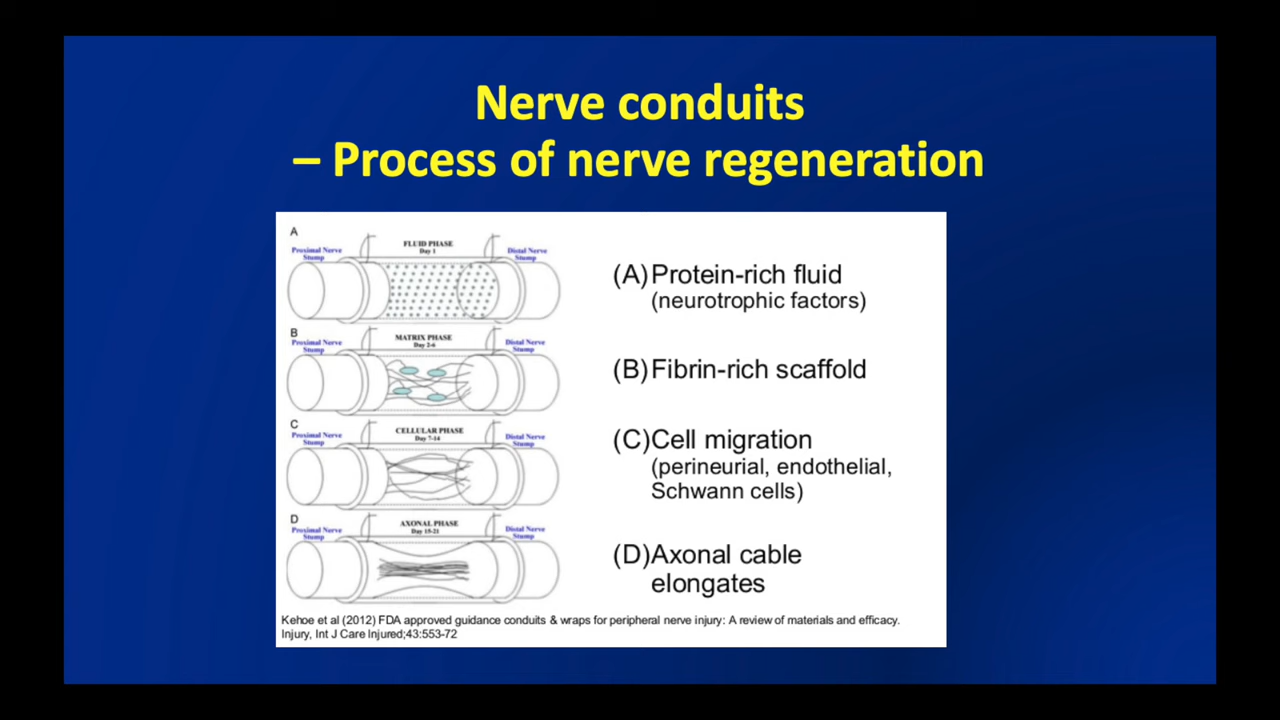 Nerve conduits
– Process of nerve regeneration
A
Proximal Nerve
Stump
FLUID PHASE
Day 1
Distal Nerve
Stump
(A) Protein-rich fluid
(neurotrophic factors)
B
Proximal Nerve
Stump
MATRIX PHASE
Day 2-6
Distal Nerve
Stump
(B) Fibrin-rich scaffold
C
Proximal Nerve
Stump
CELLULAR PHASE
Day 7-14
Distal Nerve
Stump
(C) Cell migration
(perineurial, endothelial,
Schwann cells)
D
Proximal Nerve
Stump
AXONAL PHASE
Day 15-21
Distal Nerve
Stump
(D) Axonal cable
elongates
Kehoe et al (2012) FDA approved guidance conduits & wraps for peripheral nerve injury: A review of materials and efficacy.
Injury, Int J Care Injured;43:553-72